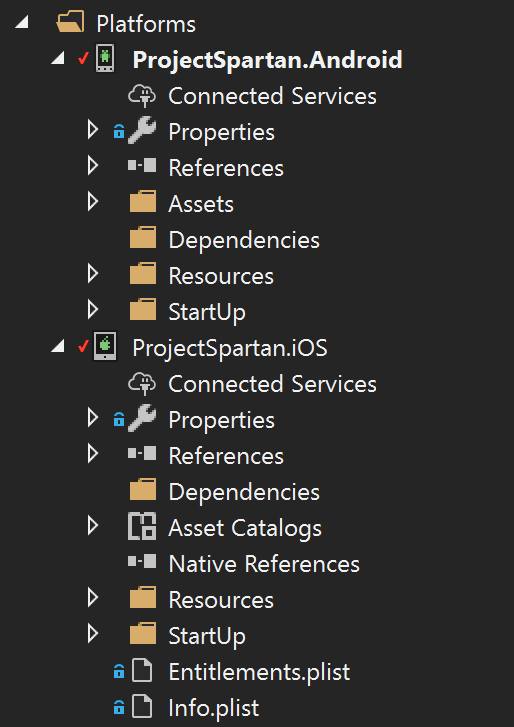 Platforms
ProjectSpartan.Android
Connected Services
Properties
References
Assets
Dependencies
Resources
StartUp
ProjectSpartan.iOS
Connected Services
Properties
References
Dependencies
Asset Catalogs
Native References
Resources
StartUp
Entitlements.plist
Info.plist